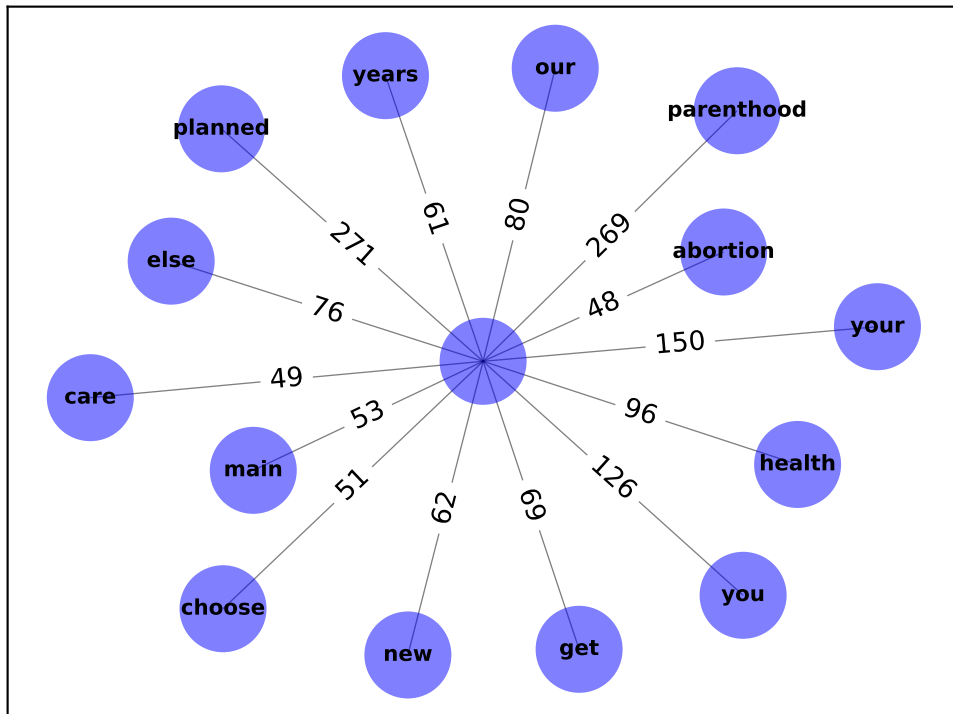 our
years
parenthood
planned
61
80
269
271
abortion
else
48
76
your
150
49
care
96
53
health
main
126
51
69
62
you
choose
get
new